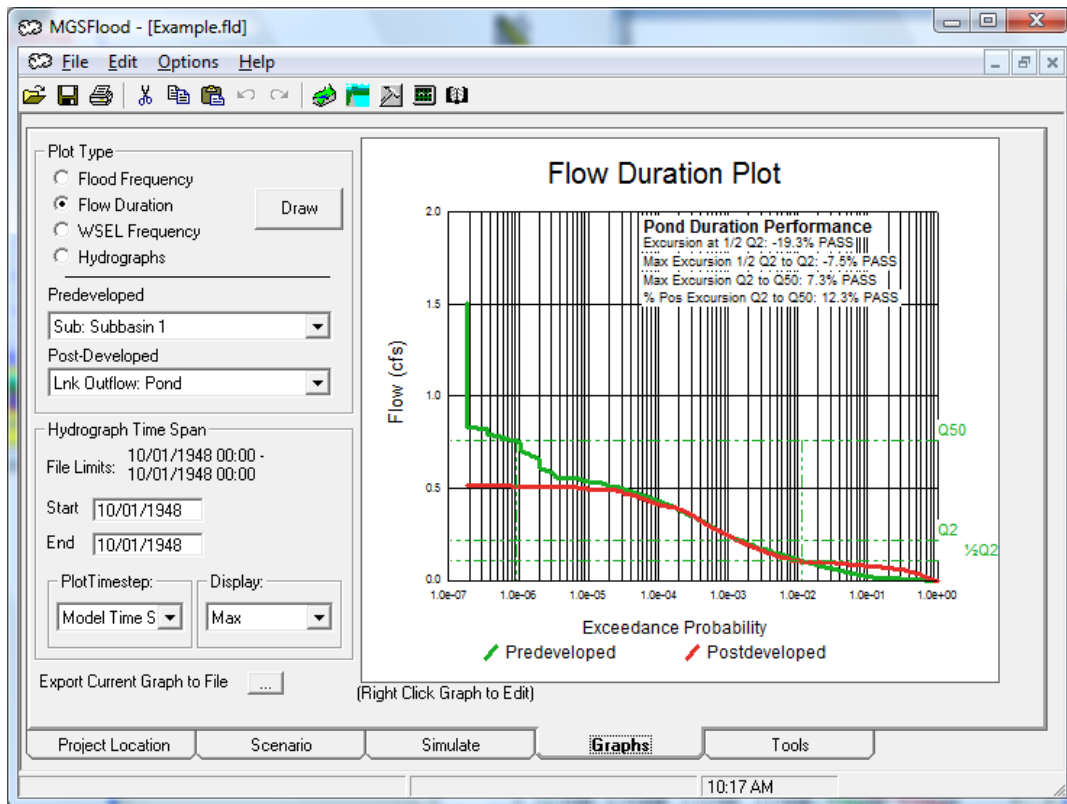 MGSFlood - [Example.fld]
File Edit Options Help
Plot Type
Flood Frequency
Flow Duration
WSEL Frequency
Hydrographs
Draw
Predeveloped
Sub: Subbasin 1
Post-Developed
Lnk Outflow: Pond
Hydrograph Time Span
File Limits: 10/01/1948 00:00 -
10/01/1948 00:00
Start 10/01/1948
End 10/01/1948
PlotTimestep: Display:
Model Time S Max
Export Current Graph to File ...
Flow Duration Plot
Pond Duration Performance
Excursion at 1/2 Q2: -19.3% PASS
Max Excursion 1/2 Q2 to Q2: -7.5% PASS
Max Excursion Q2 to Q50: 7.3% PASS
% Pos Excursion Q2 to Q50: 12.3% PASS
Flow (cfs)
2.0
1.5
1.0
0.5
0.0
Q50
Q2
½Q2
1.0e-07 1.0e-06 1.0e-05 1.0e-04 1.0e-03 1.0e-02 1.0e-01 1.0e+00
Exceedance Probability
Predeveloped Postdeveloped
(Right Click Graph to Edit)
Project Location Scenario Simulate Graphs Tools
10:17 AM